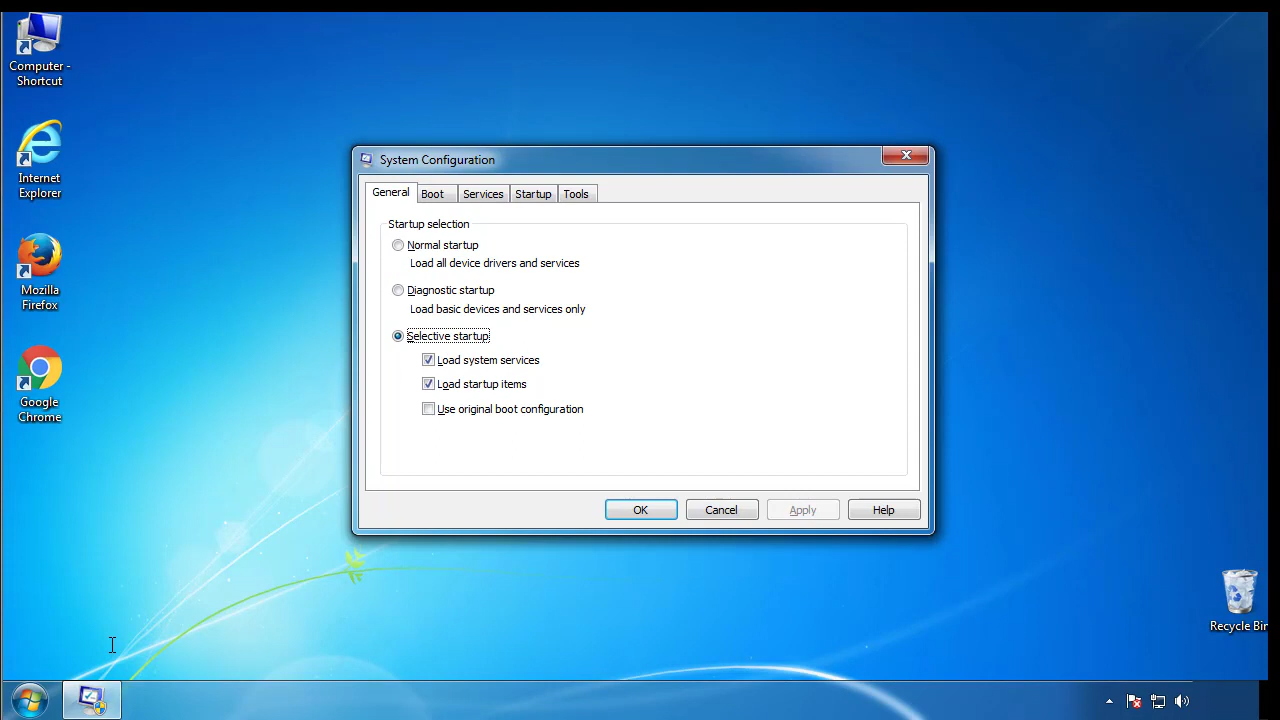 Computer -
Shortcut
Internet
Explorer
Mozilla
Firefox
Google
Chrome
System Configuration
General
Boot
Services
Startup
Tools
Startup selection
Normal startup
Load all device drivers and services
Diagnostic startup
Load basic devices and services only
Selective startup
Load system services
Load startup items
Use original boot configuration
OK
Cancel
Apply
Help
Recycle Bin